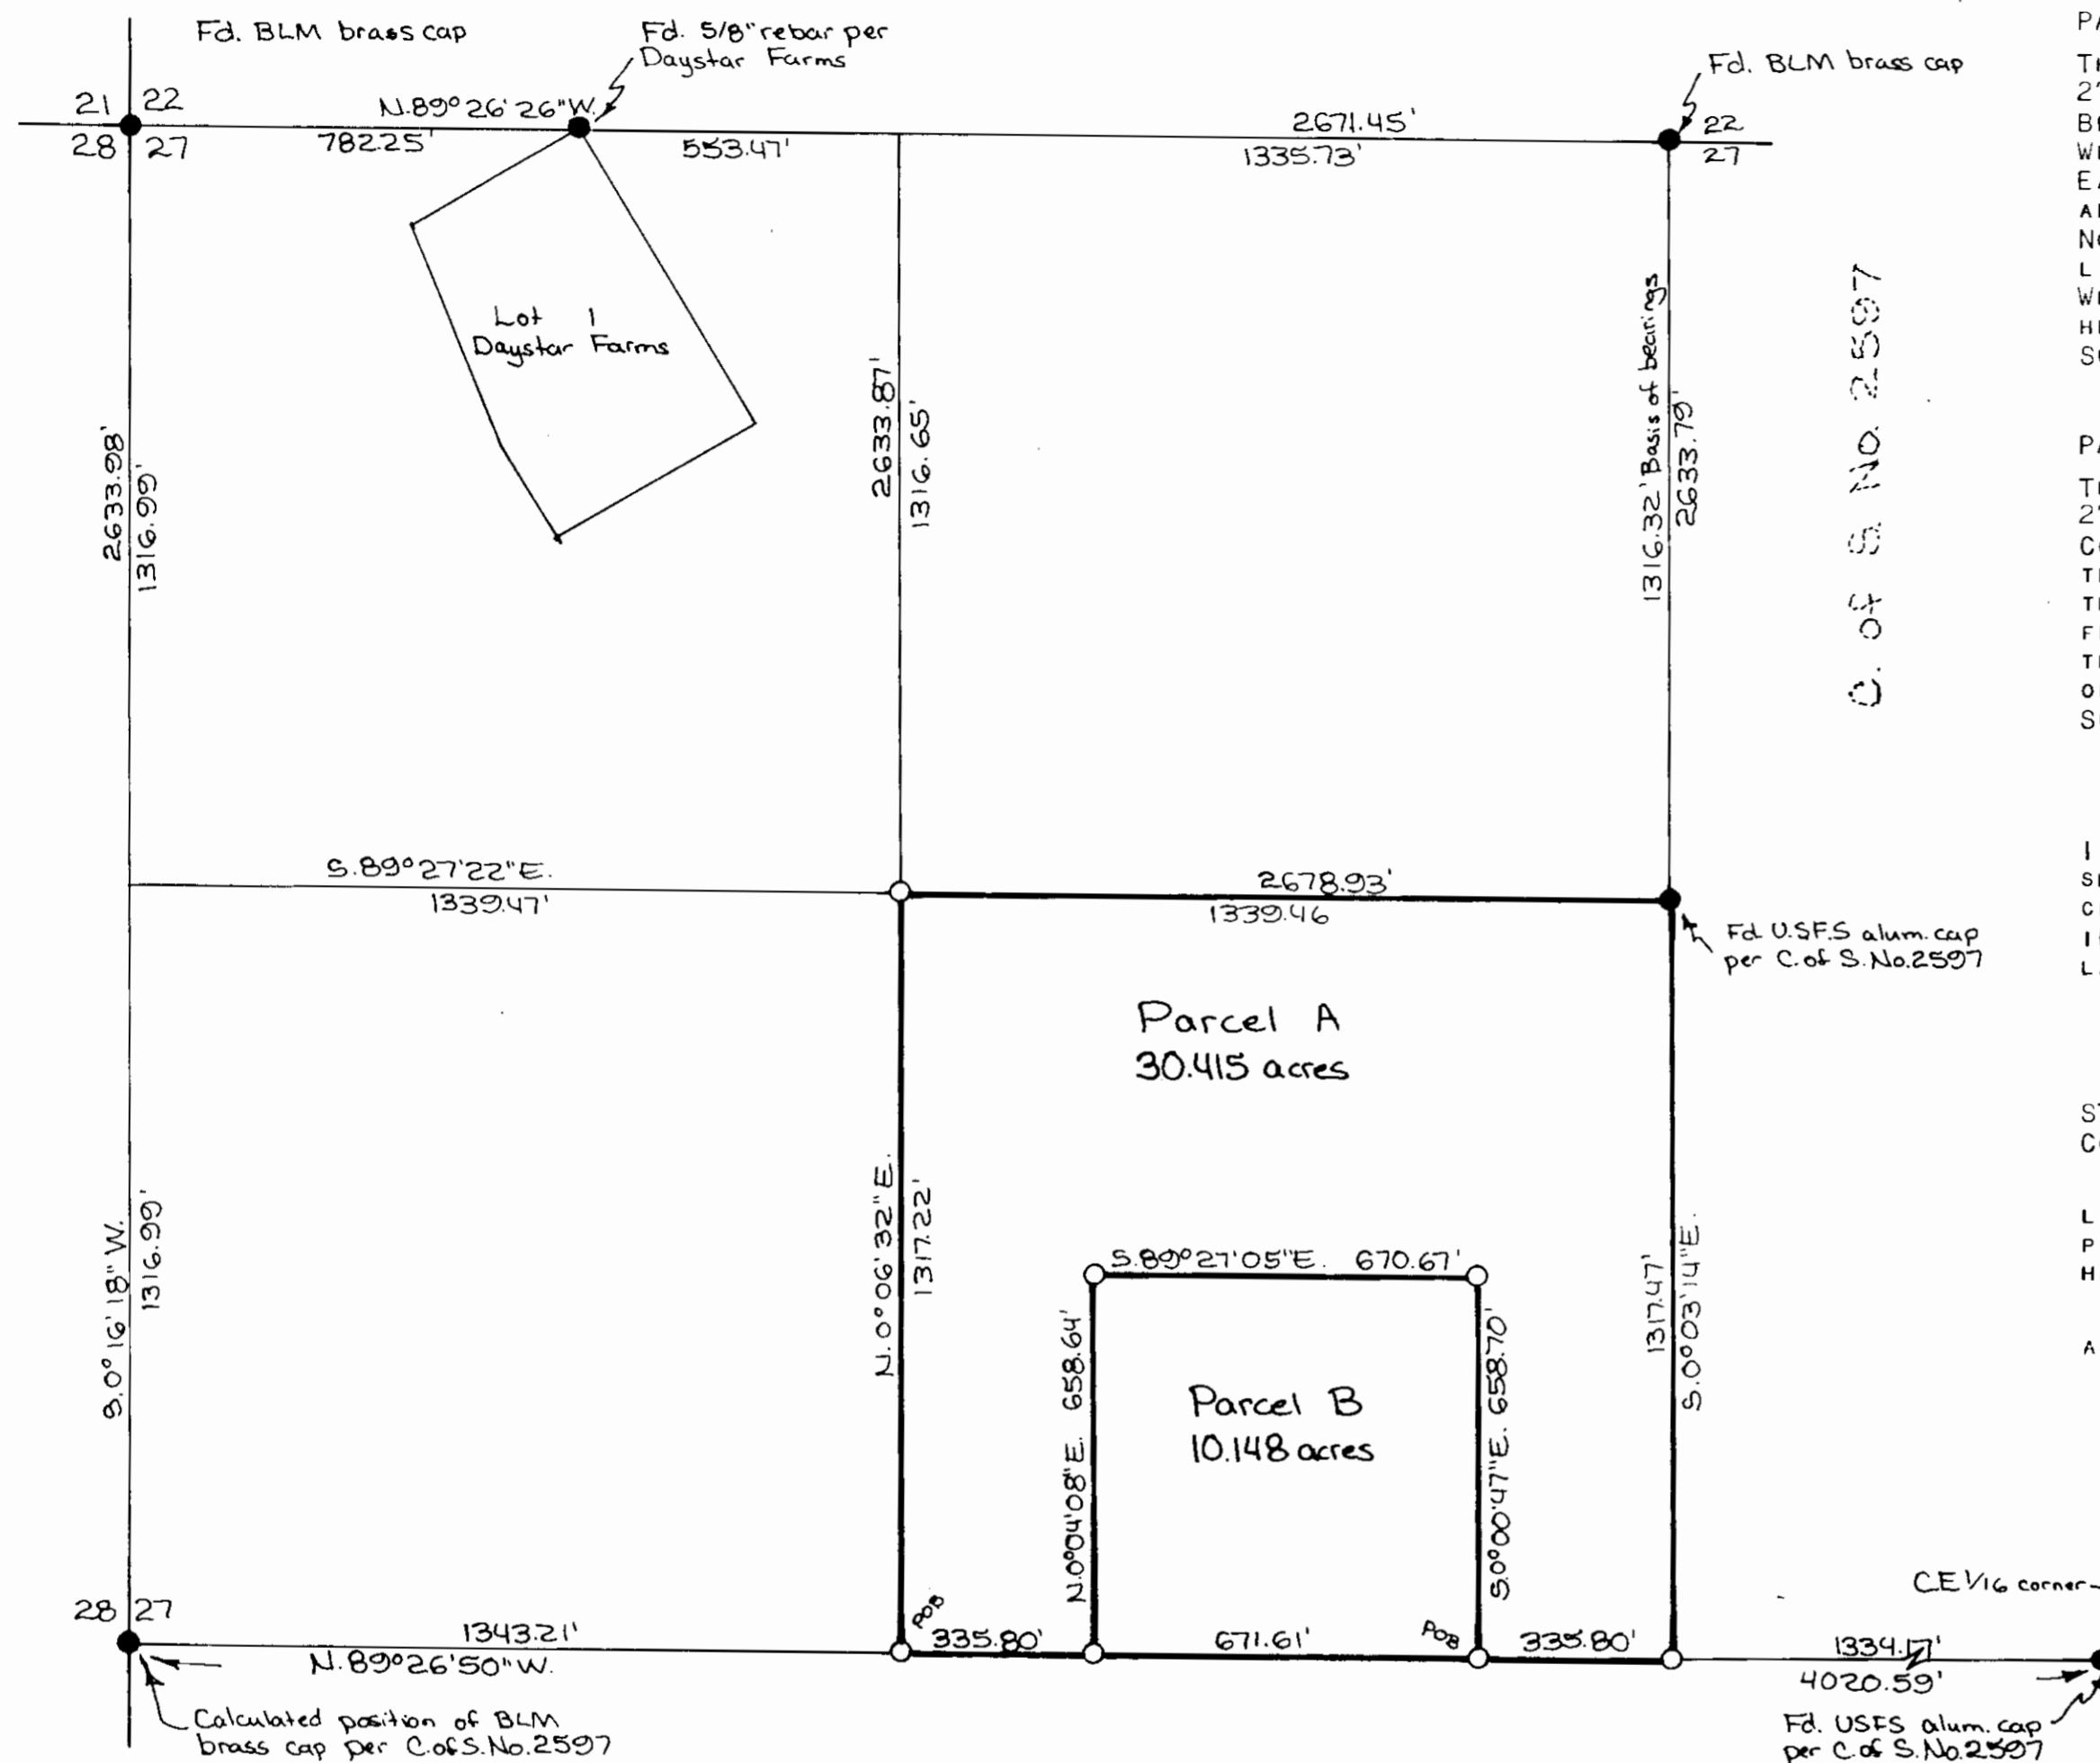 Fd. BLM brass cap
Fd. 5/8" rebar per
Daystar Farms
Fd. BLM brass cap
21 22
28 27
N.89°26'26"W.
782.25'
553.47'
2671.45'
1335.73'
22
27
Lot 1
Daystar Farms
2633.98'
1316.99'
2633.87'
1316.65'
1316.32' Basis of bearings
2633.79'
C. of S. No. 2597
S.89°27'22"E.
1339.47'
2678.93'
1339.46
Fd U.S.F.S alum. cap
per C. of S. No. 2597
Parcel A
30.415 acres
S.0°16'18"W.
1316.99'
N.0°06'32"E.
1317.22'
S.89°27'05"E. 670.67'
N.0°04'08"E. 658.64'
Parcel B
10.148 acres
S.0°00'47"E. 658.70'
1317.47'
S.0°03'14"E.
CE 1/16 corner
28 27
1343.21'
N.89°26'50"W.
POB
335.80'
671.61'
POB
335.80'
1334.17'
4020.59'
Calculated position of BLM
brass cap per C. of S. No. 2597
Fd. USFS alum. cap
per C. of S. No. 2597